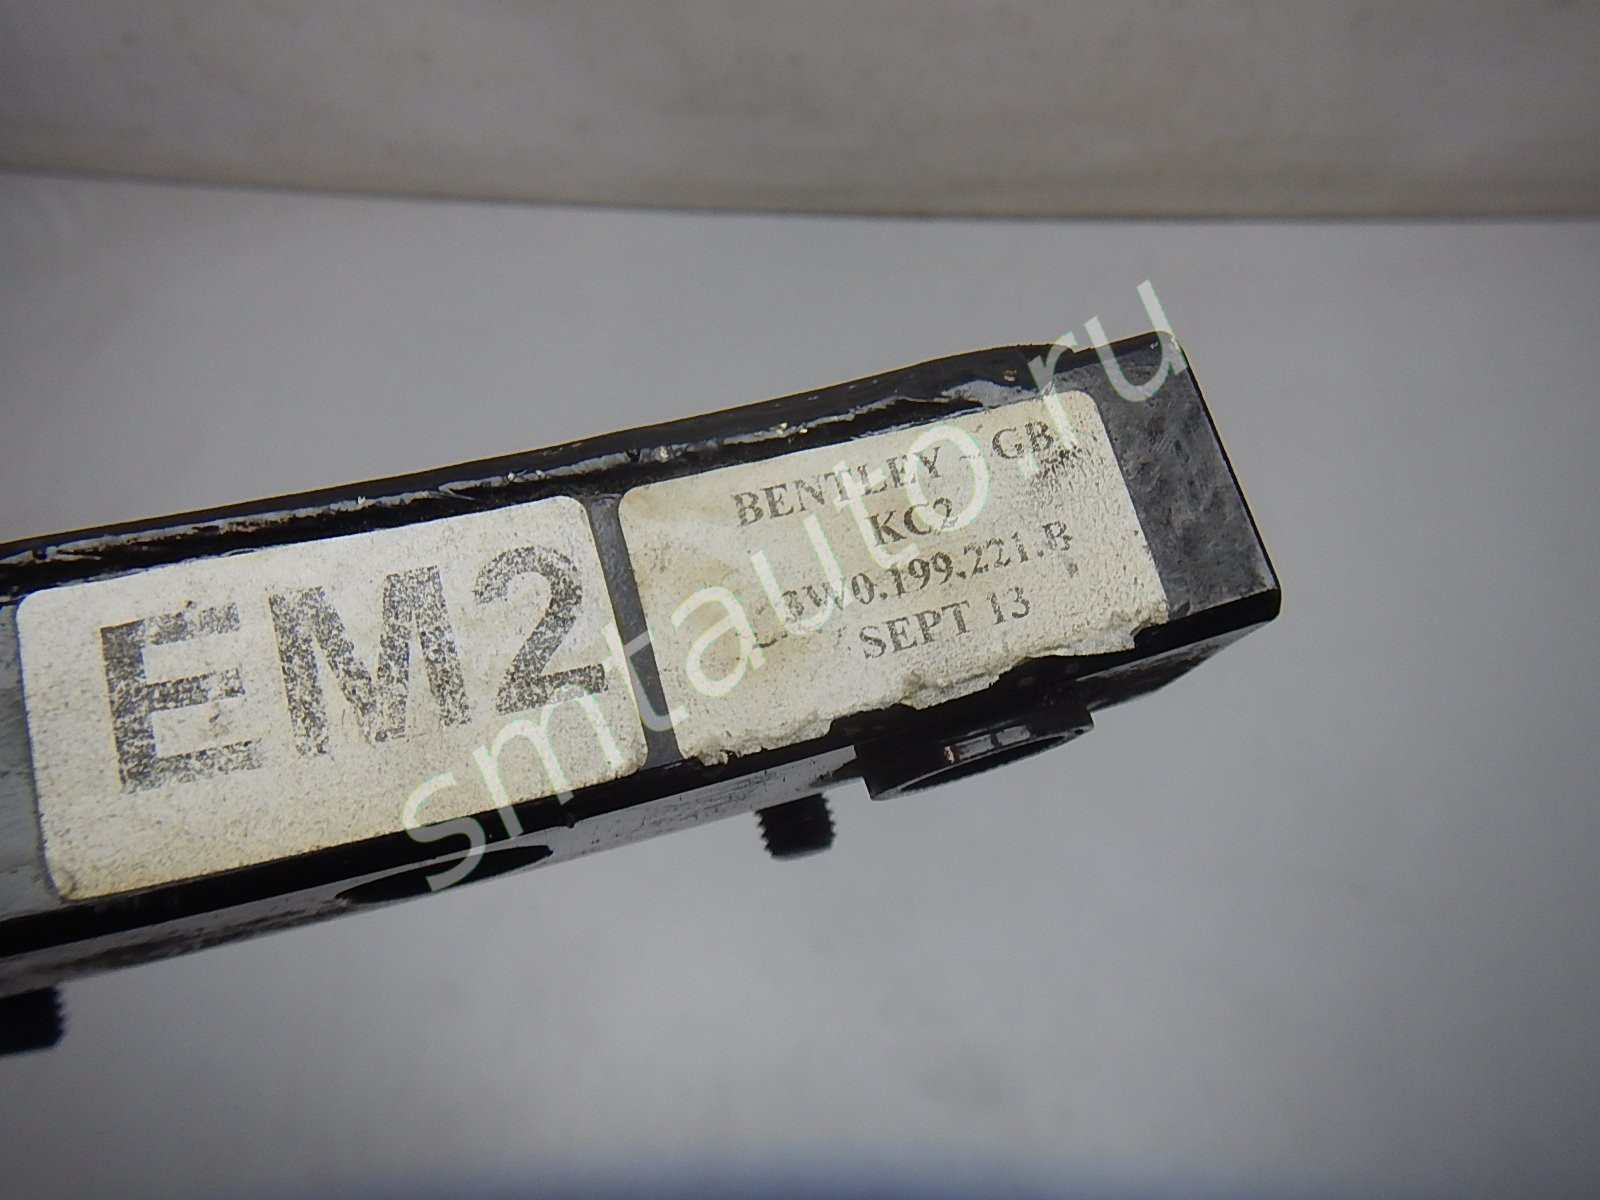 EM2
BENTLEY - GB
KC2
3W0.199.221.B
SEPT 13
smtauto.ru